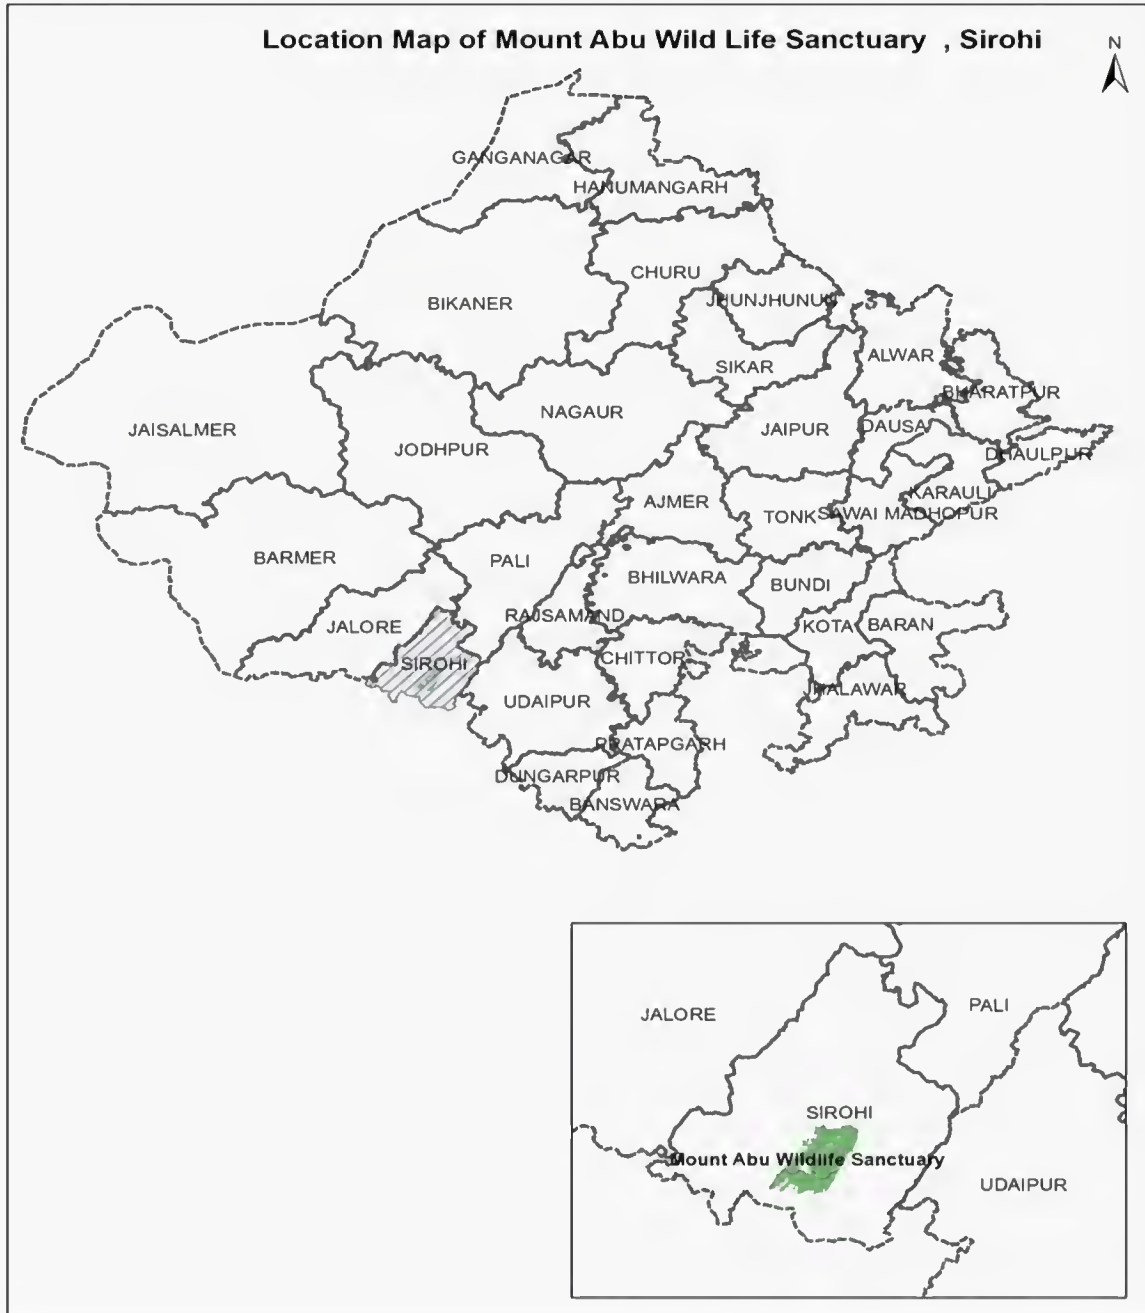 Location Map of Mount Abu Wild Life Sanctuary , Sirohi
N
GANGANAGAR
HANUMANGARH
CHURU
JHUNJHUNUN
BIKANER
SIKAR
ALWAR
BHARATPUR
NAGAUR
JAIPUR
DAUSA
JAISALMER
JODHPUR
DHAULPUR
KARAULI
AJMER
TONK
SAWAI MADHOPUR
BARMER
PALI
BHILWARA
BUNDI
RAJSAMAND
JALORE
KOTA
BARAN
SIROHI
CHITTOR
UDAIPUR
JHALAWAR
PRATAPGARH
DUNGARPUR
BANSWARA
JALORE
PALI
SIROHI
Mount Abu Wildlife Sanctuary
UDAIPUR